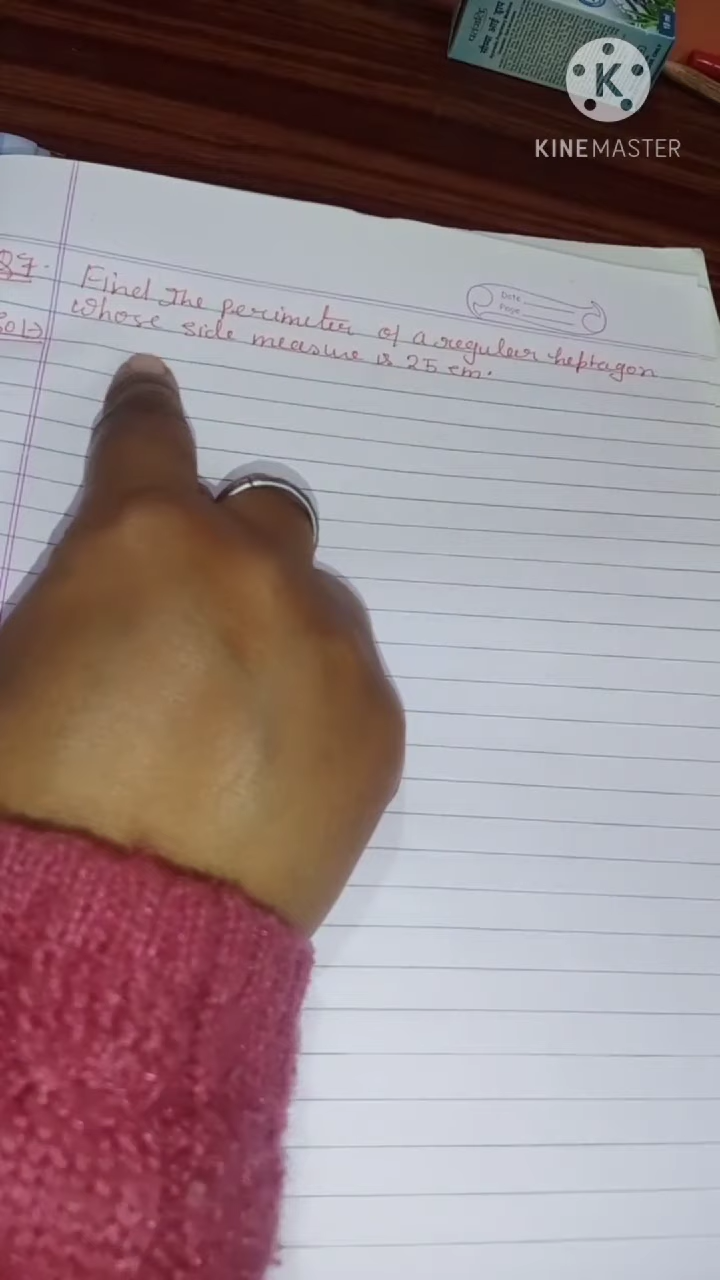 KINEMASTER
Date
Page
Q7. Find The perimeter of a regular heptagon
Sol)
whose side measure is 25 cm.